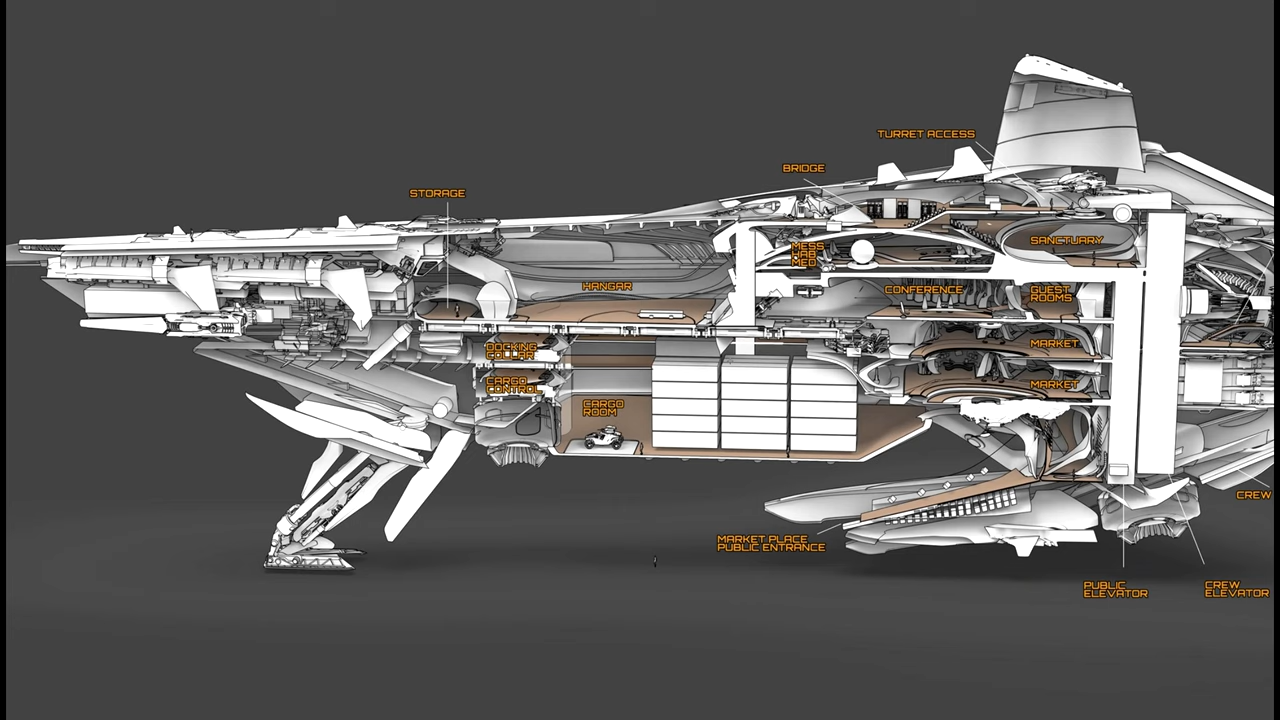 TURRET ACCESS
BRIDGE
STORAGE
SANCTUARY
MESS
HAB
MED
HANGAR
CONFERENCE
GUEST
ROOMS
MARKET
DOCKING
COLLAR
CARGO
CONTROL
MARKET
CARGO
ROOM
CREW
MARKET PLACE
PUBLIC ENTRANCE
PUBLIC
ELEVATOR
CREW
ELEVATOR